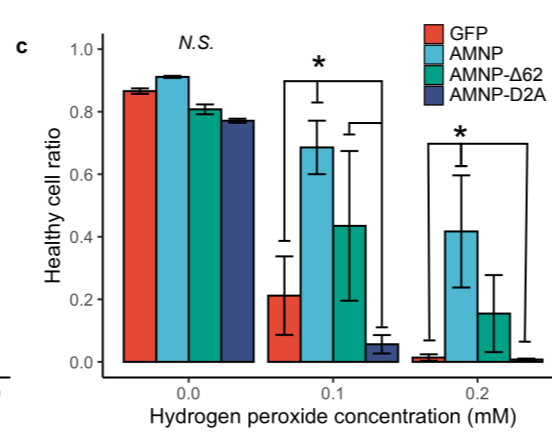 c
N.S.
*
*
GFP
AMNP
AMNP-Δ62
AMNP-D2A
Healthy cell ratio
1.0
0.8
0.6
0.4
0.2
0.0
0.0
0.1
0.2
Hydrogen peroxide concentration (mM)